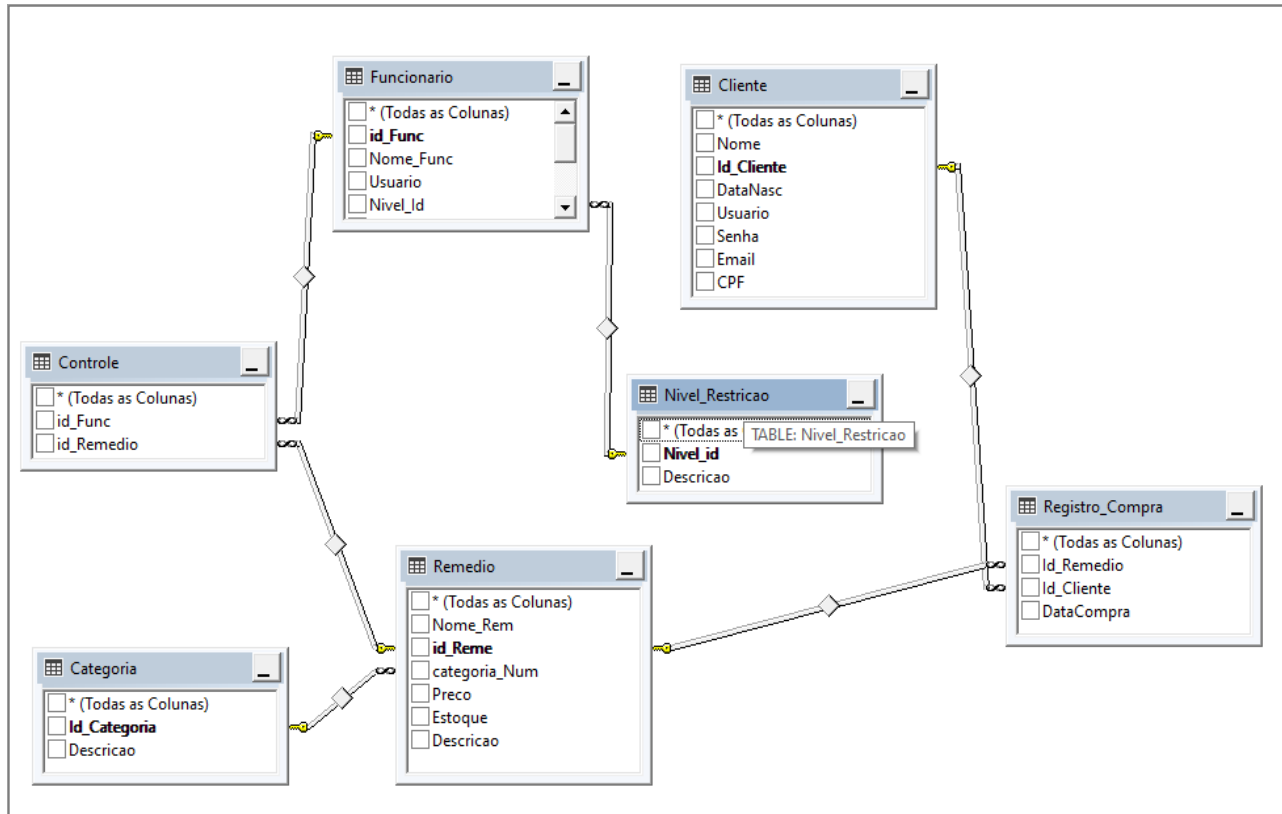 Funcionario
* (Todas as Colunas)
id_Func
Nome_Func
Usuario
Nivel_Id
Cliente
* (Todas as Colunas)
Nome
Id_Cliente
DataNasc
Usuario
Senha
Email
CPF
Controle
* (Todas as Colunas)
id_Func
id_Remedio
Nivel_Restricao
* (Todas as
TABLE: Nivel_Restricao
Nivel_id
Descricao
Registro_Compra
* (Todas as Colunas)
Id_Remedio
Id_Cliente
DataCompra
Remedio
* (Todas as Colunas)
Nome_Rem
id_Reme
categoria_Num
Preco
Estoque
Descricao
Categoria
* (Todas as Colunas)
Id_Categoria
Descricao